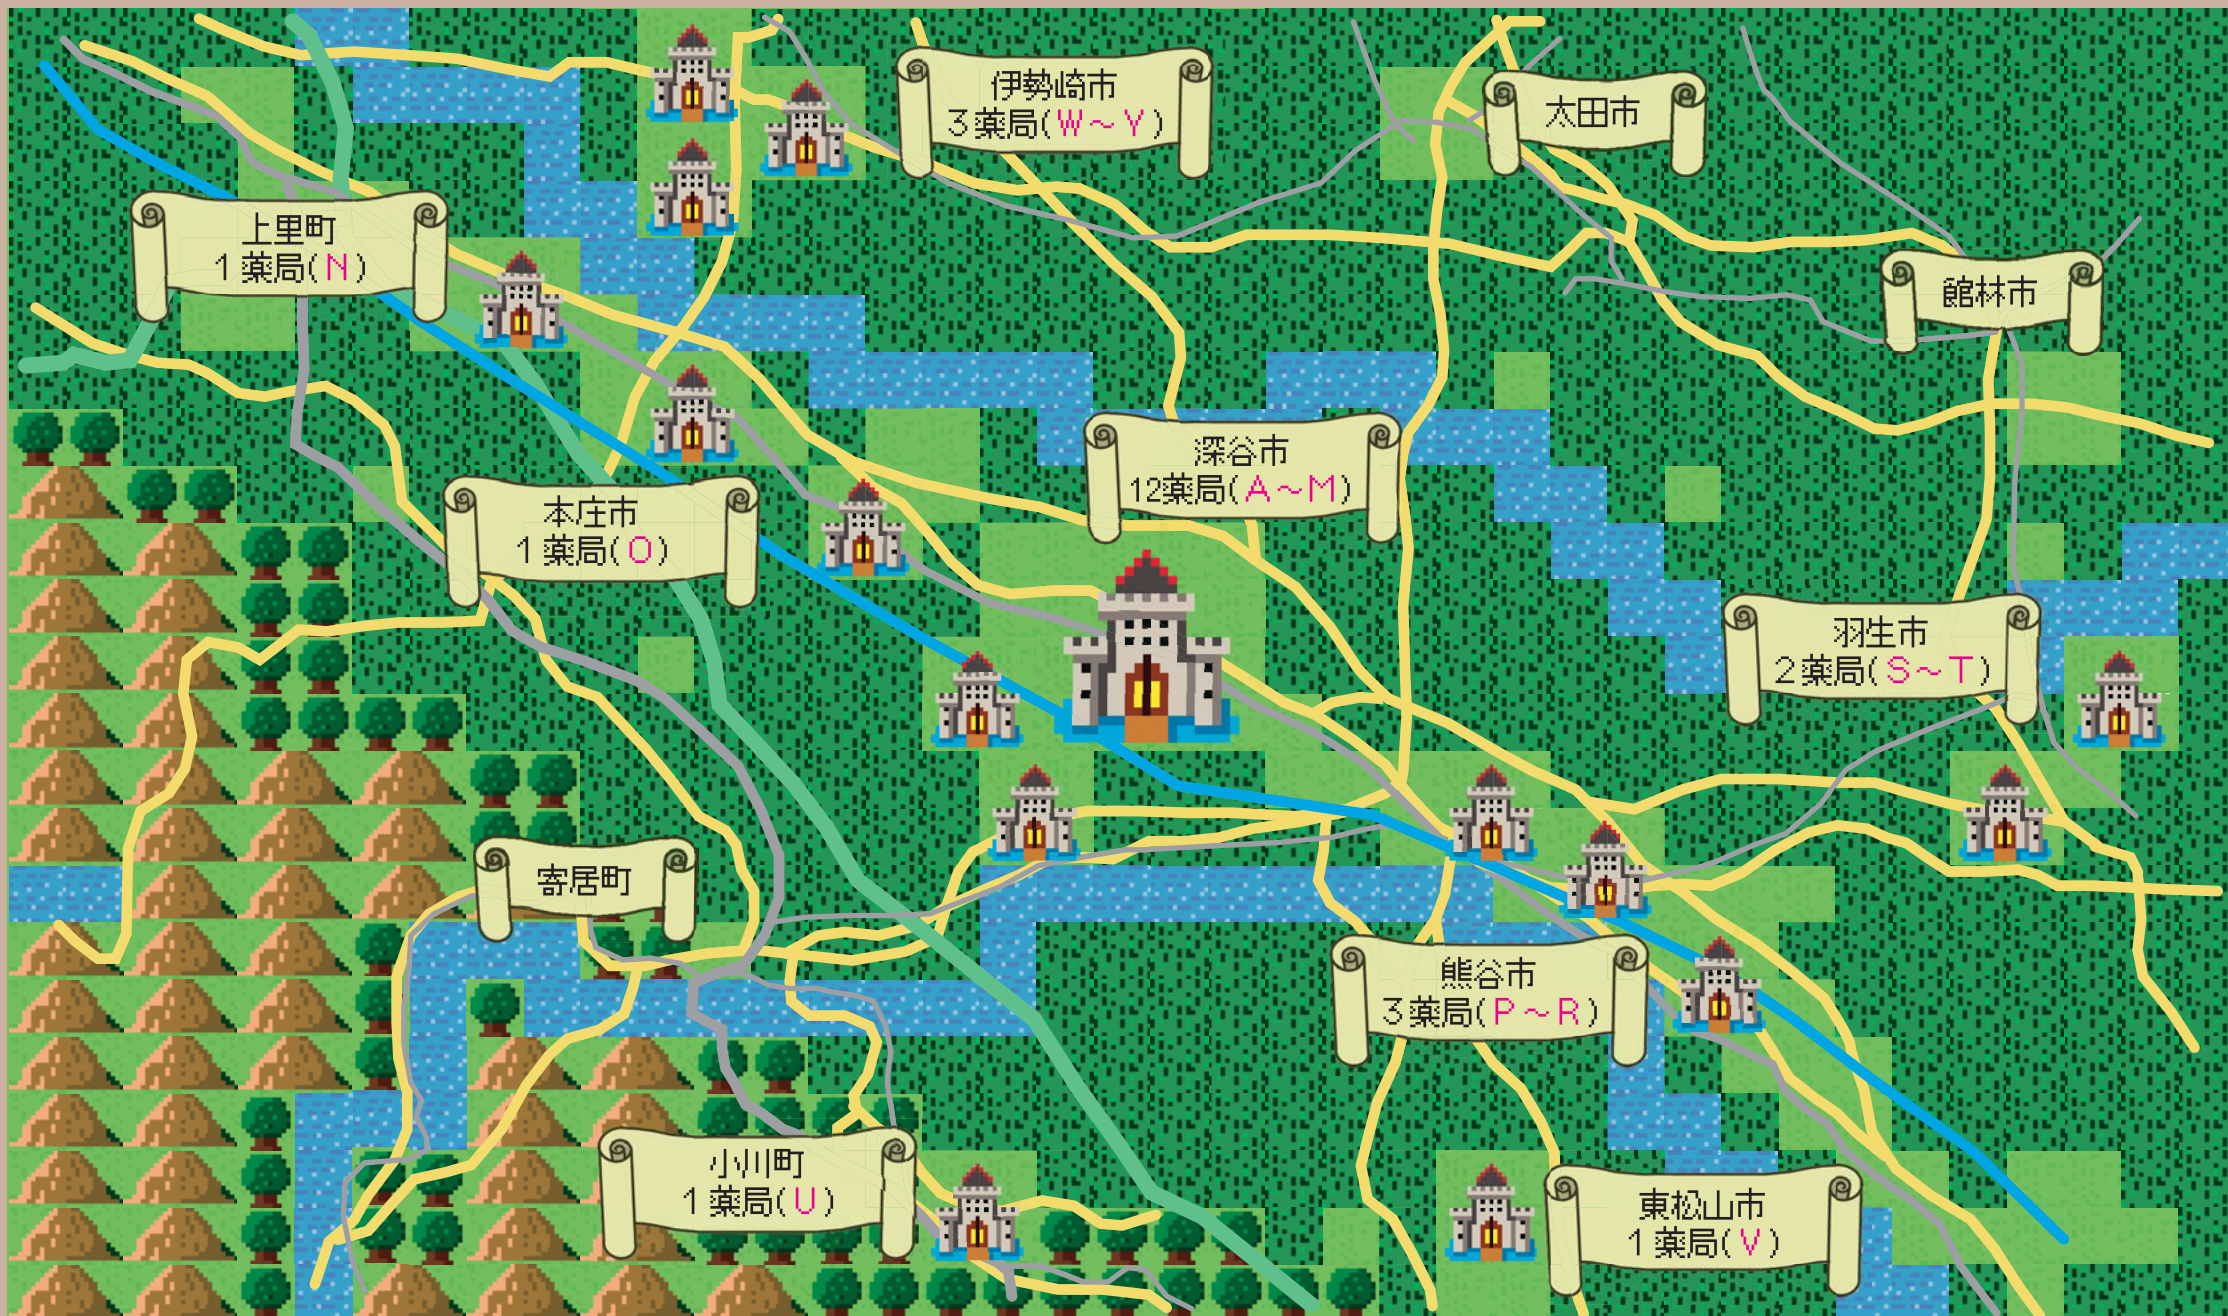 伊勢崎市
3薬局(W〜Y)
太田市
上里町
1薬局(N)
館林市
深谷市
12薬局(A〜M)
本庄市
1薬局(O)
羽生市
2薬局(S〜T)
寄居町
熊谷市
3薬局(P〜R)
小川町
1薬局(U)
東松山市
1薬局(V)